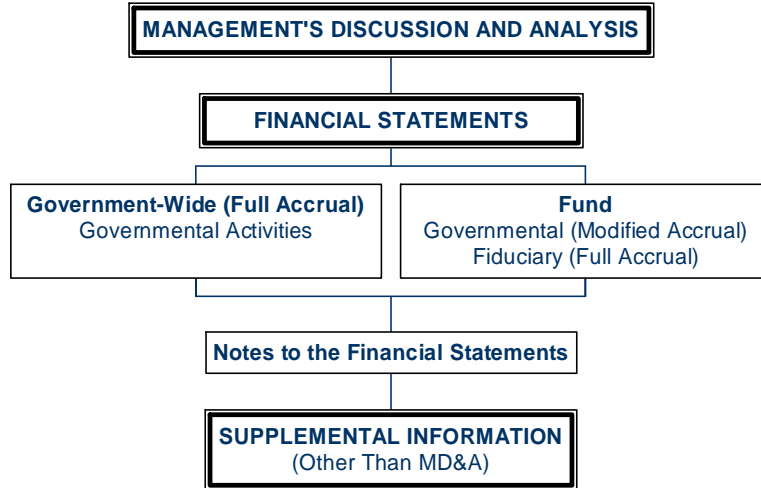 MANAGEMENT'S DISCUSSION AND ANALYSIS
FINANCIAL STATEMENTS
Government-Wide (Full Accrual)
Governmental Activities
Fund
Governmental (Modified Accrual)
Fiduciary (Full Accrual)
Notes to the Financial Statements
SUPPLEMENTAL INFORMATION
(Other Than MD&A)